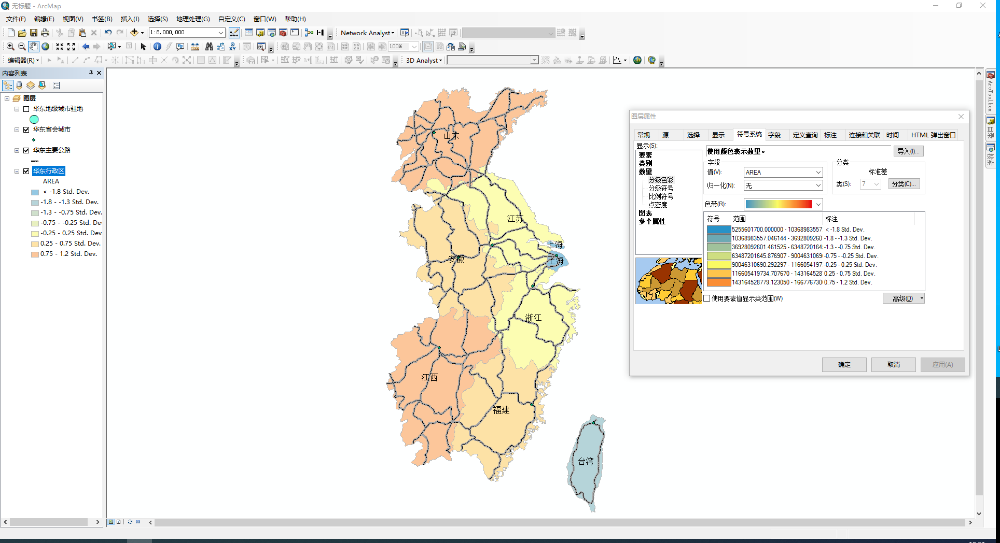 无标题 - ArcMap
文件(F) 编辑(E) 视图(V) 书签(B) 插入(I) 选择(S) 地理处理(G) 自定义(C) 窗口(W) 帮助(H)
1:8,000,000
Network Analyst
100%
编辑器(R)
3D Analyst
内容列表
图层
华东地级城市驻地
华东省会城市
华东主要公路
华东行政区
AREA
< -1.8 Std. Dev.
-1.8 - -1.3 Std. Dev.
-1.3 - -0.75 Std. Dev.
-0.75 - -0.25 Std. Dev
-0.25 - 0.25 Std. Dev.
0.25 - 0.75 Std. Dev.
0.75 - 1.2 Std. Dev.
山东
江苏
上海
上海
安徽
浙江
江西
福建
台湾
图层属性
常规 源 选择 显示 符号系统 字段 定义查询 标注 连接和关联 时间 HTML 弹出窗口
显示(S):
要素
类别
数量
分级色彩
分级符号
比例符号
点密度
图表
多个属性
使用颜色表示数量。
导入(I)...
字段
值(V): AREA
归一化(N): 无
分类
标准差
类(S): 7 分类(C)...
色带(R):
符号 范围 标注
5255601700.000000 - 10368983557 < -1.8 Std. Dev.
10368983557.046144 - 3692809260 -1.8 - -1.3 Std. Dev.
36928092601.461525 - 6348720164 -1.3 - -0.75 Std. Dev.
63487201645.876907 - 9004631069 -0.75 - -0.25 Std. Dev.
90046310690.292297 - 1166054197 -0.25 - 0.25 Std. Dev.
116605419734.707670 - 143164528 0.25 - 0.75 Std. Dev.
143164528779.123050 - 166776730 0.75 - 1.2 Std. Dev.
使用要素值显示类范围(W)
高级(D)
确定 取消 应用(A)
ArcToolbox
目录
搜索